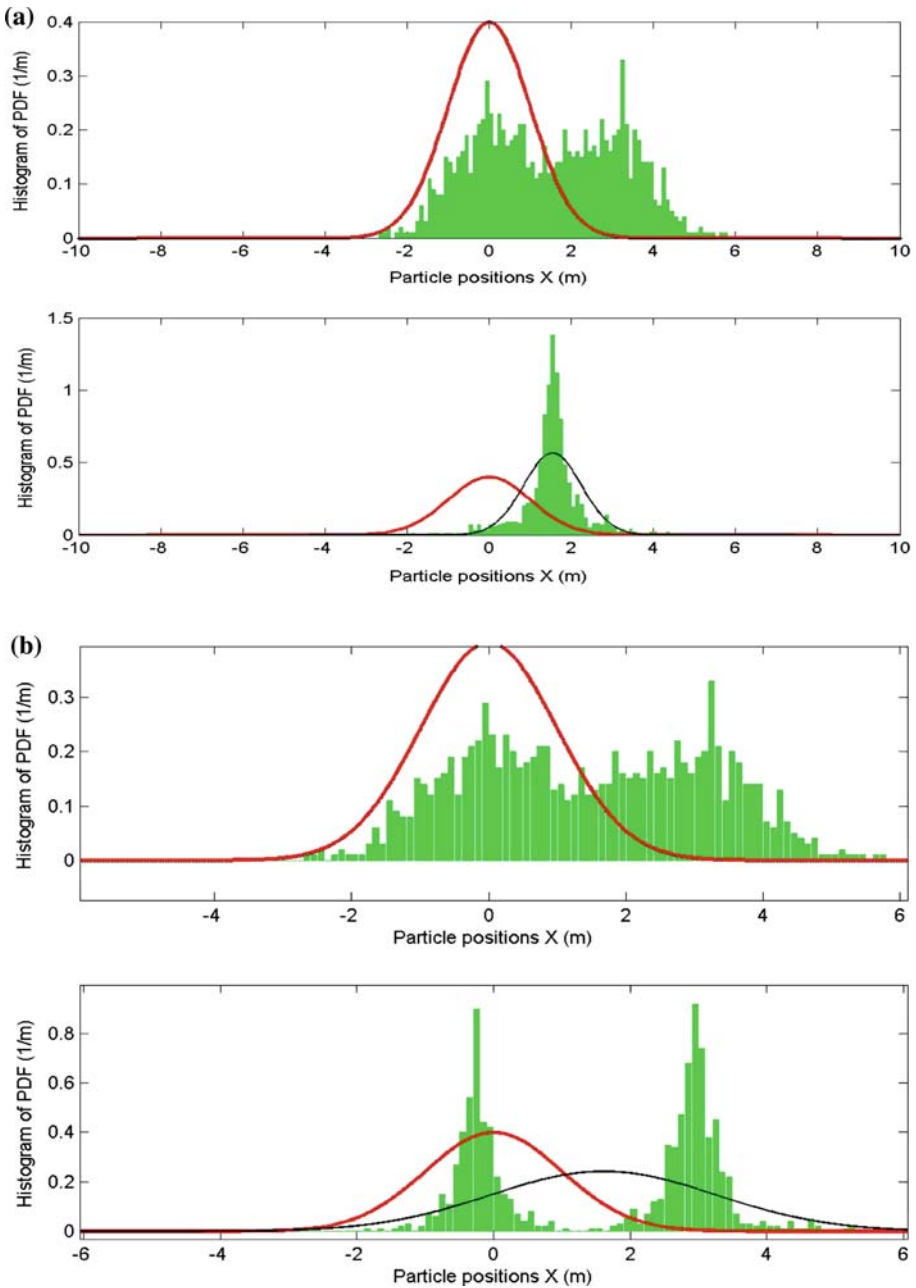 (a)
Histogram of PDF (1/m)
0.4
0.3
0.2
0.1
0
-10 -8 -6 -4 -2 0 2 4 6 8 10
Particle positions X (m)
Histogram of PDF (1/m)
1.5
1
0.5
0
-10 -8 -6 -4 -2 0 2 4 6 8 10
Particle positions X (m)
(b)
Histogram of PDF (1/m)
0.3
0.2
0.1
0
-4 -2 0 2 4 6
Particle positions X (m)
Histogram of PDF (1/m)
0.8
0.6
0.4
0.2
0
-6 -4 -2 0 2 4 6
Particle positions X (m)